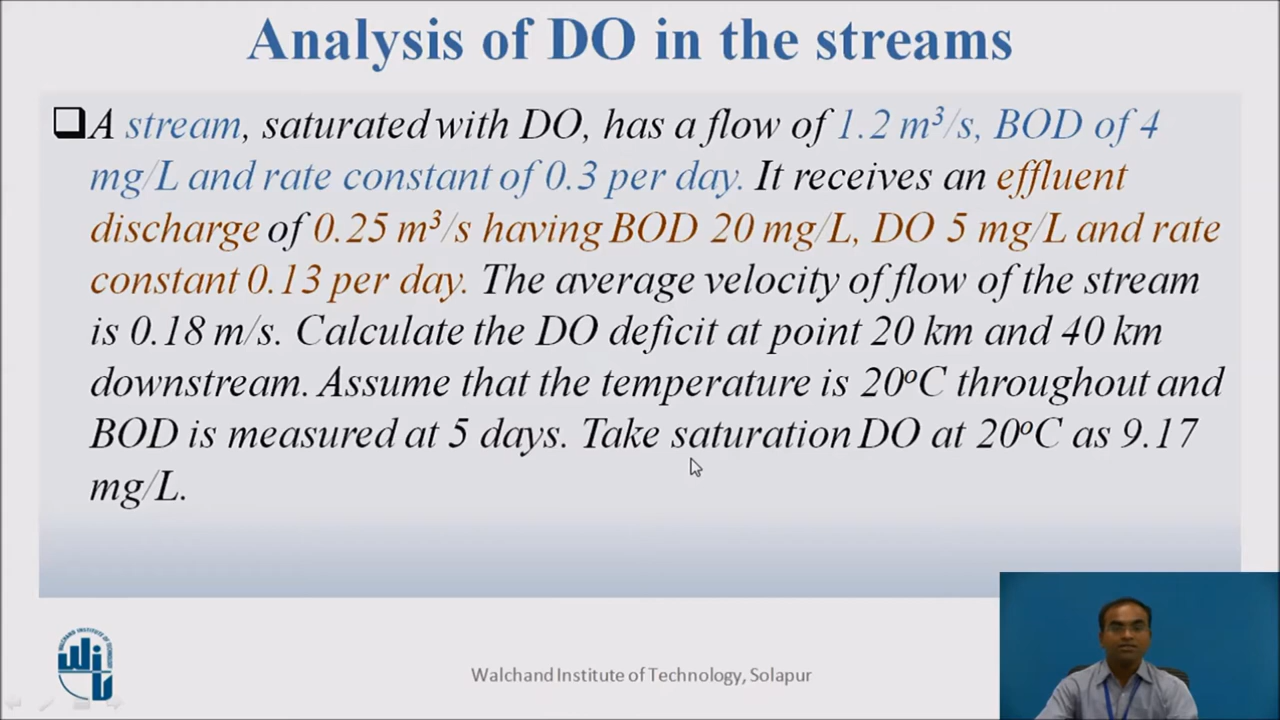 Analysis of DO in the streams
❑A stream, saturated with DO, has a flow of 1.2 m³/s, BOD of 4
mg/L and rate constant of 0.3 per day. It receives an effluent
discharge of 0.25 m³/s having BOD 20 mg/L, DO 5 mg/L and rate
constant 0.13 per day. The average velocity of flow of the stream
is 0.18 m/s. Calculate the DO deficit at point 20 km and 40 km
downstream. Assume that the temperature is 20ºC throughout and
BOD is measured at 5 days. Take saturation DO at 20ºC as 9.17
mg/L.
Walchand Institute of Technology, Solapur